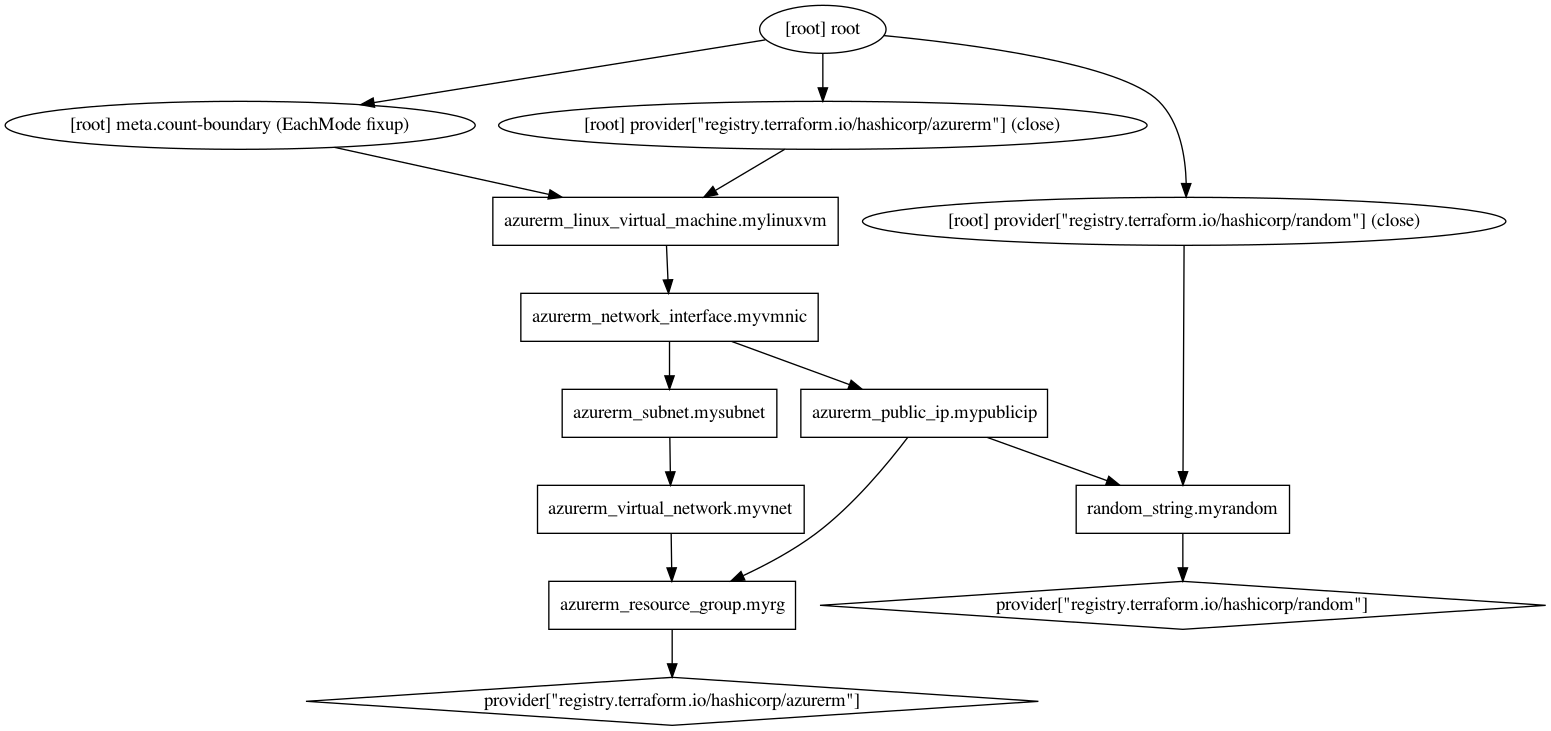 [root] root
[root] meta.count-boundary (EachMode fixup)
[root] provider["registry.terraform.io/hashicorp/azurerm"] (close)
azurerm_linux_virtual_machine.mylinuxvm
[root] provider["registry.terraform.io/hashicorp/random"] (close)
azurerm_network_interface.myvmnic
azurerm_subnet.mysubnet
azurerm_public_ip.mypublicip
azurerm_virtual_network.myvnet
random_string.myrandom
azurerm_resource_group.myrg
provider["registry.terraform.io/hashicorp/random"]
provider["registry.terraform.io/hashicorp/azurerm"]